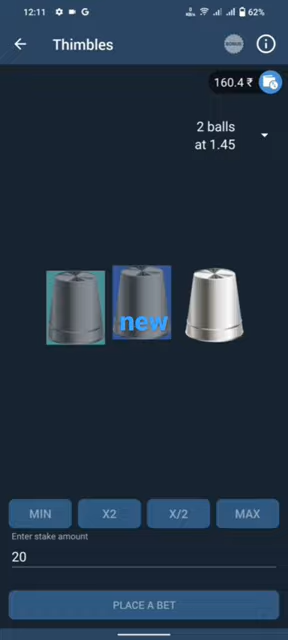 12:11
G
62%
Thimbles
BONUS
160.4 ₹
2 balls
at 1.45
new
MIN
X2
X/2
MAX
Enter stake amount
20
PLACE A BET